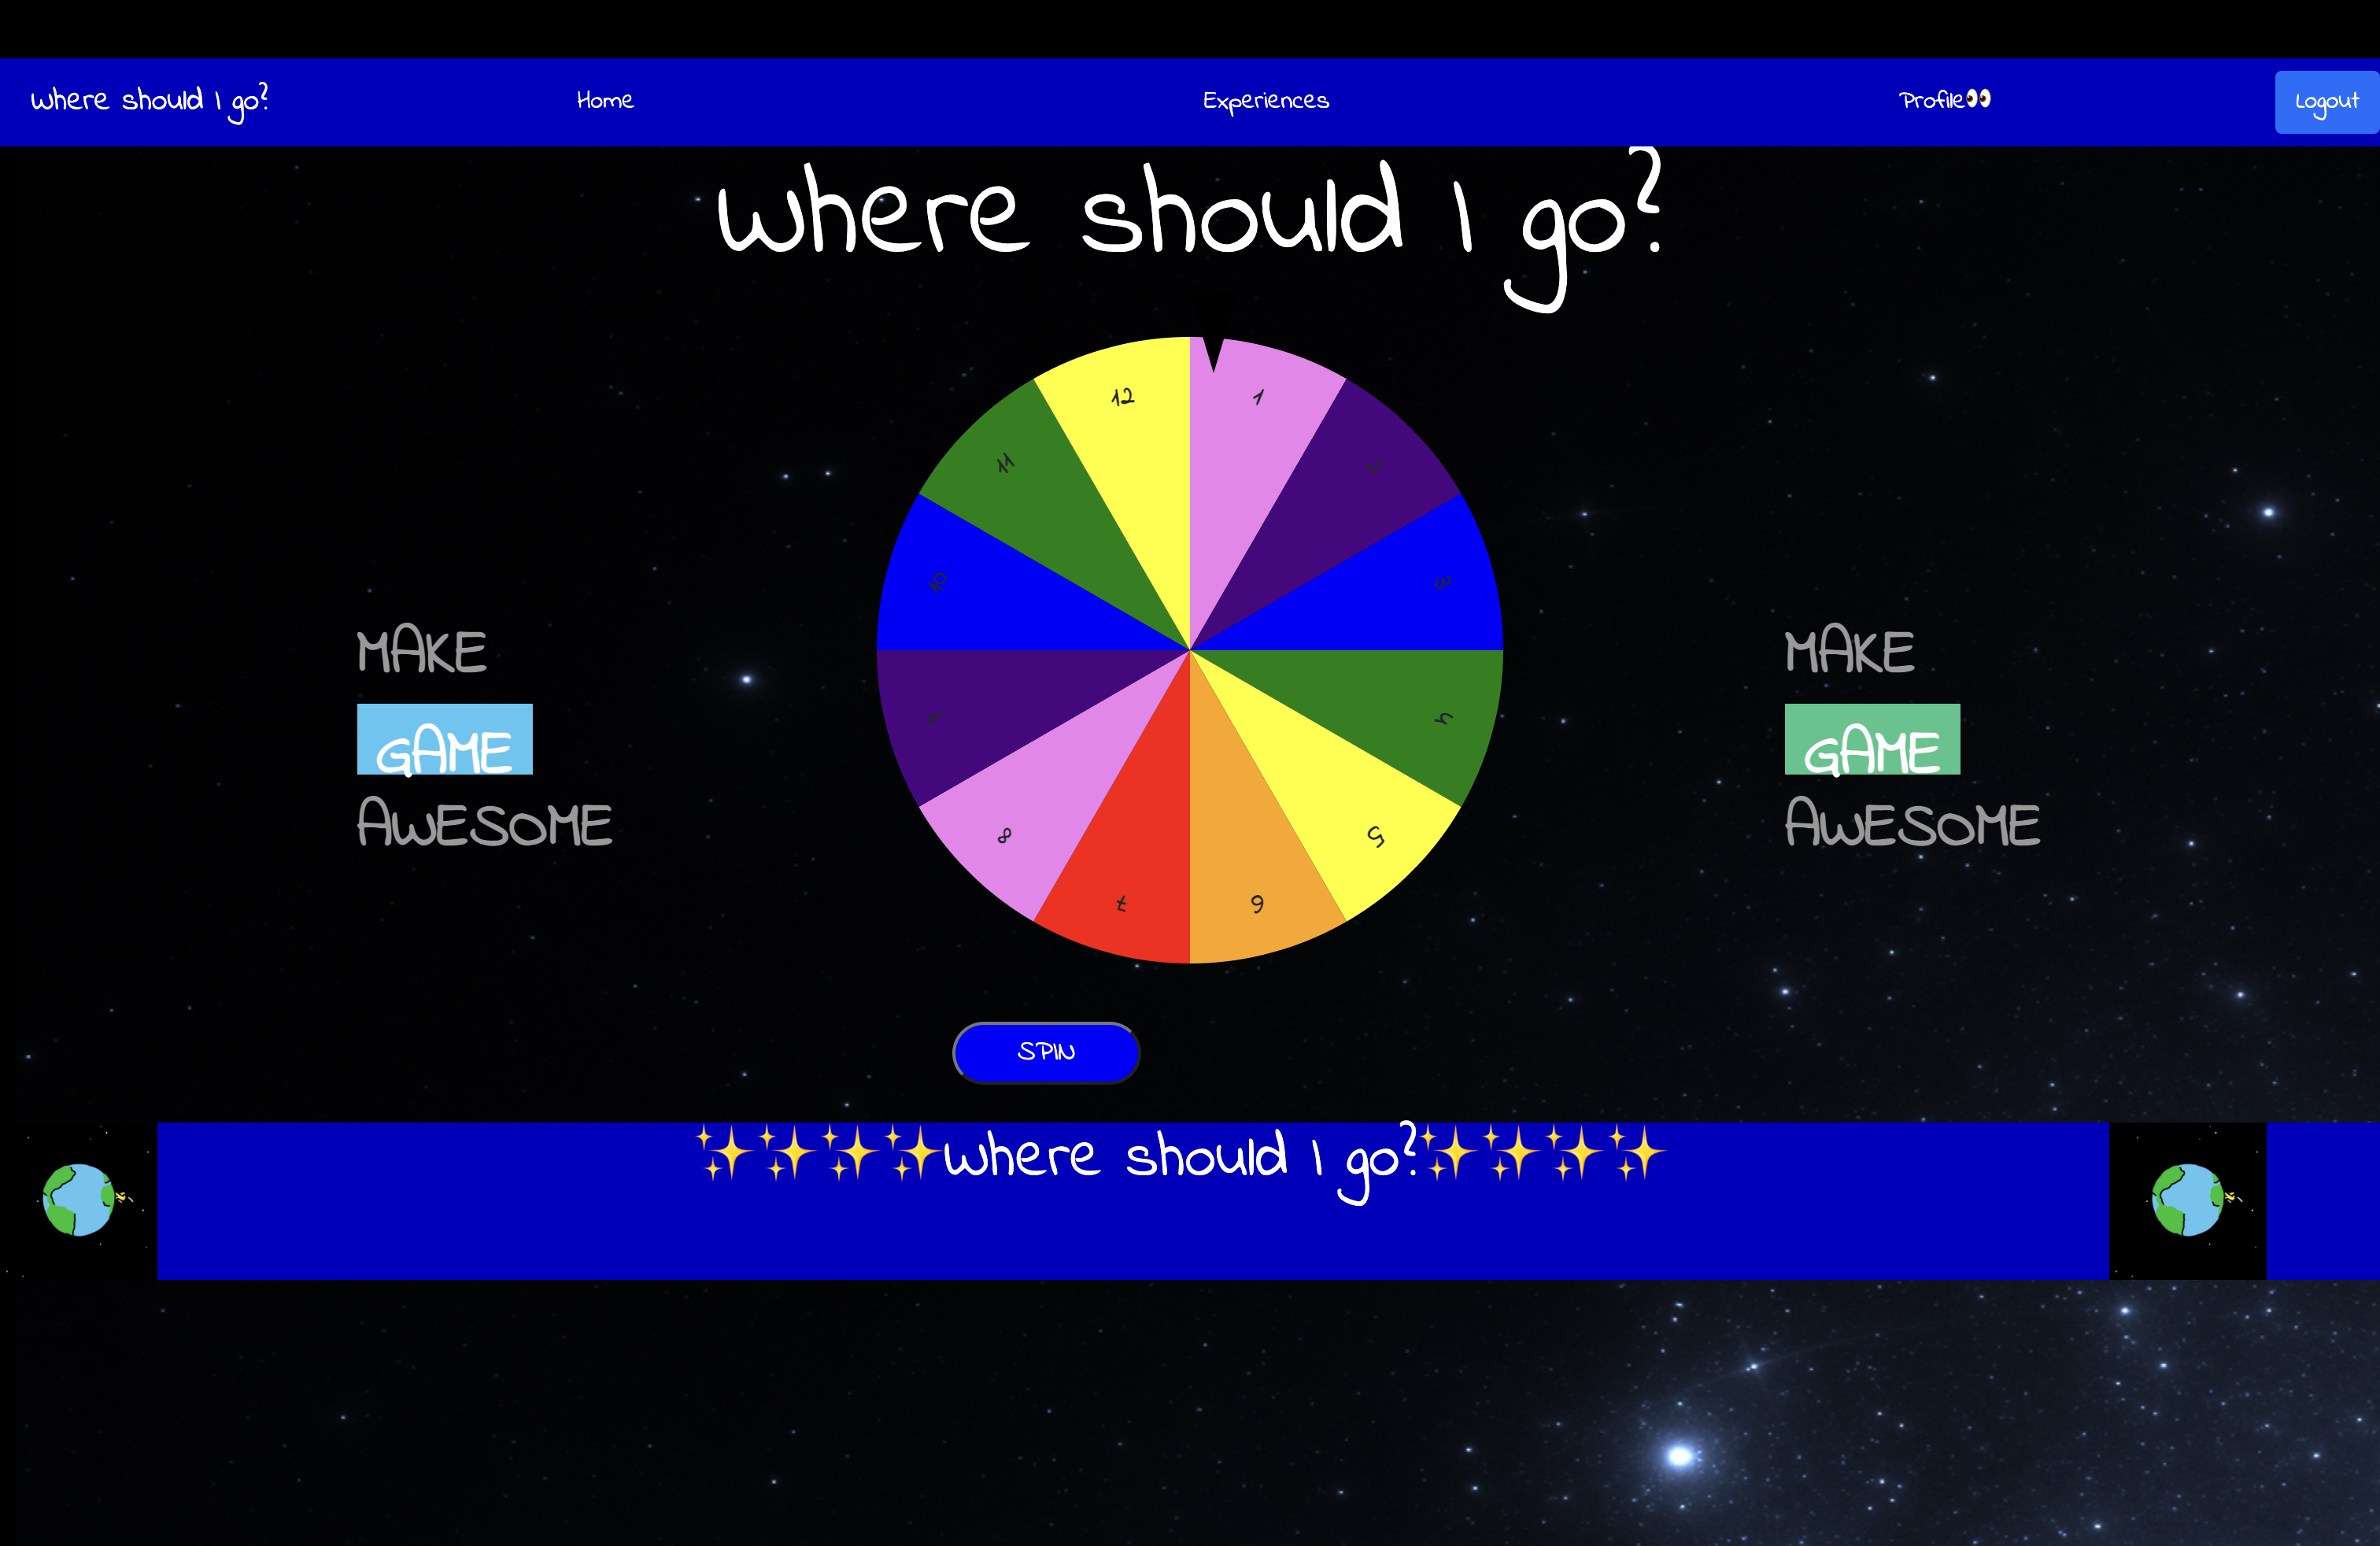 where should I go?
Home
Experiences
Profile👀
Logout
where should I go?
12
1
11
2
10
3
9
4
8
5
7
6
MAKE
GAME
AWESOME
MAKE
GAME
AWESOME
SPIN
✨✨✨✨where should I go?✨✨✨✨